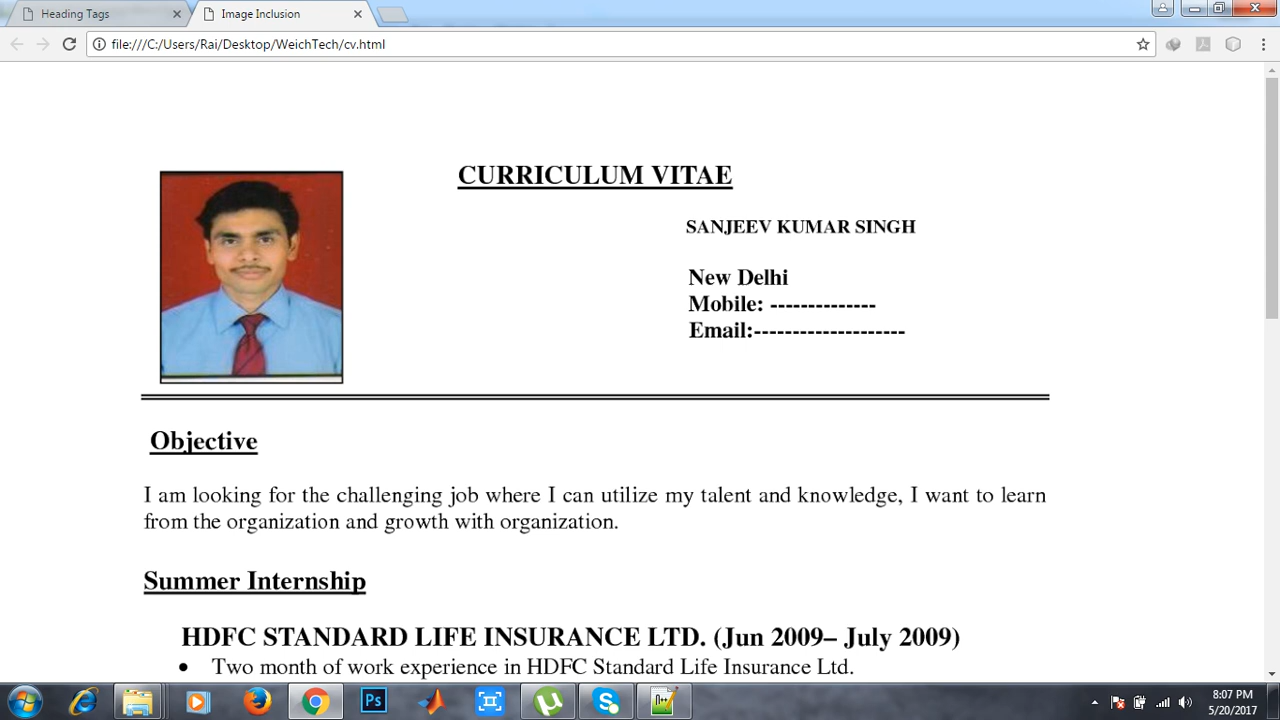 Heading Tags
Image Inclusion
file:///C:/Users/Rai/Desktop/WeichTech/cv.html
CURRICULUM VITAE
SANJEEV KUMAR SINGH
New Delhi
Mobile: --------------
Email:--------------------
Objective
I am looking for the challenging job where I can utilize my talent and knowledge, I want to learn
from the organization and growth with organization.
Summer Internship
HDFC STANDARD LIFE INSURANCE LTD. (Jun 2009– July 2009)
• Two month of work experience in HDFC Standard Life Insurance Ltd.
Ps
8:07 PM
5/20/2017